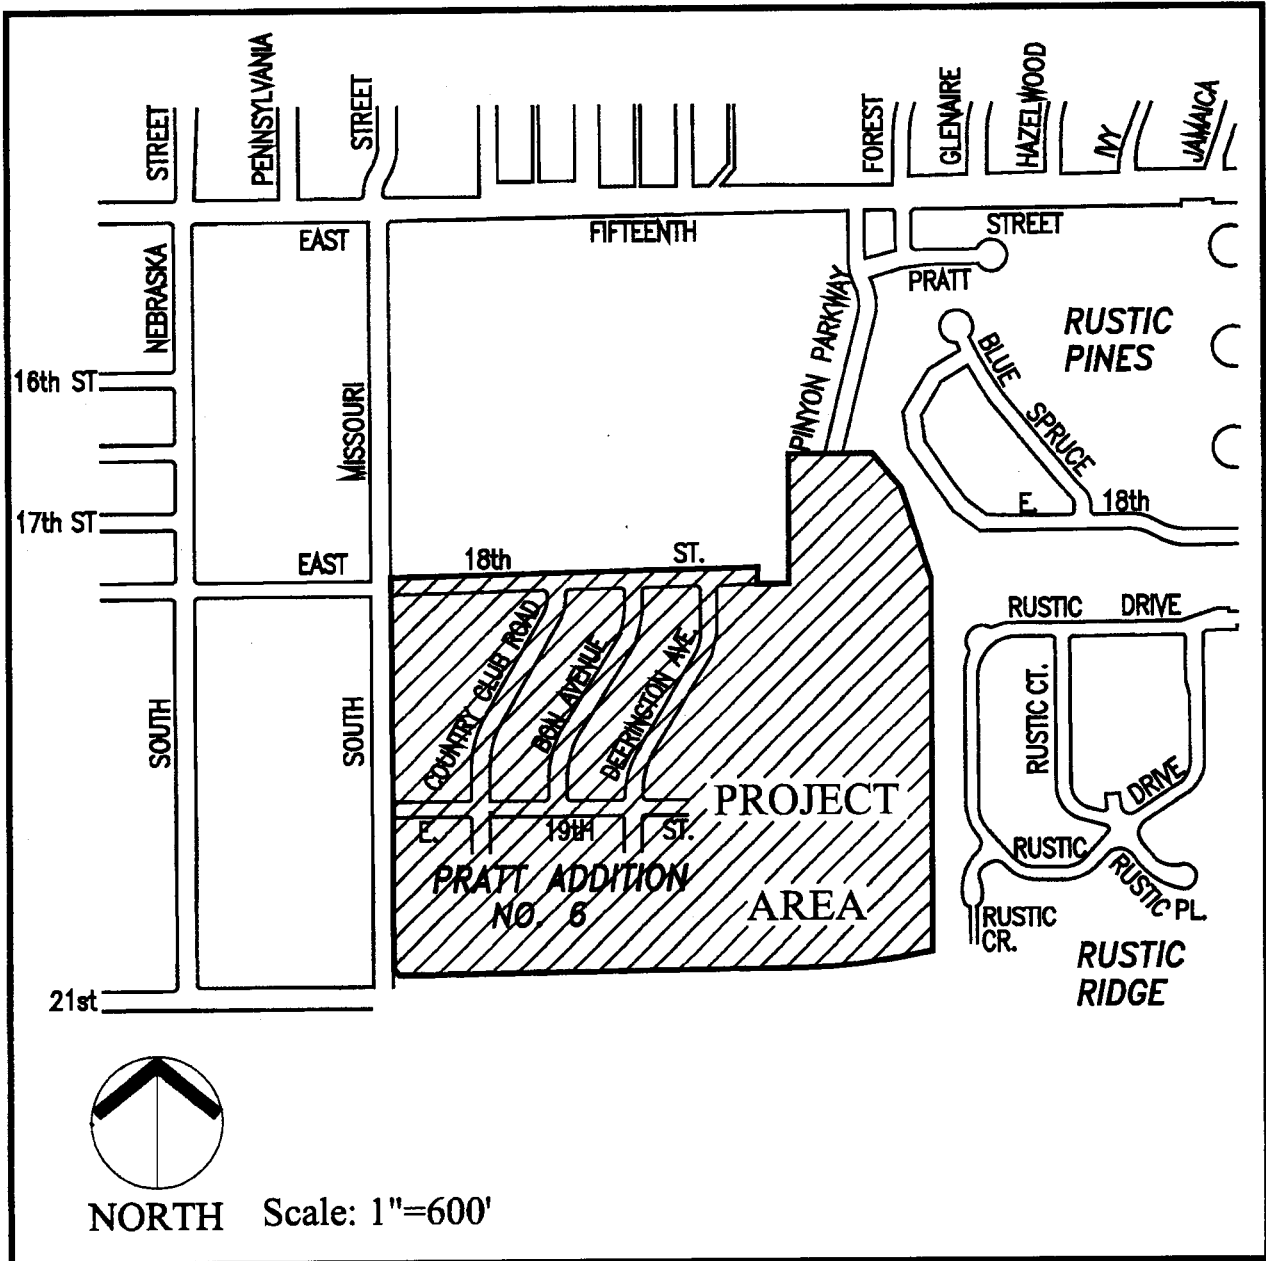 STREET
PENNSYLVANIA
STREET
FOREST
GLENAIRE
HAZELWOOD
IVY
JAMAICA
EAST
FIFTEENTH
STREET
NEBRASKA
PRATT
PINYON PARKWAY
RUSTIC
PINES
BLUE
SPRUCE
16th ST
MISSOURI
17th ST
E.
18th
EAST
18th
ST.
RUSTIC
DRIVE
COUNTRY CLUB ROAD
BON AVENUE
DEFRINGTON AVE.
SOUTH
SOUTH
RUSTIC CT.
DRIVE
PROJECT
E.
19tH
ST.
RUSTIC
PRATT ADDITION
NO. 6
AREA
RUSTIC PL.
RUSTIC
CR.
RUSTIC
RIDGE
21st
NORTH
Scale: 1"=600'